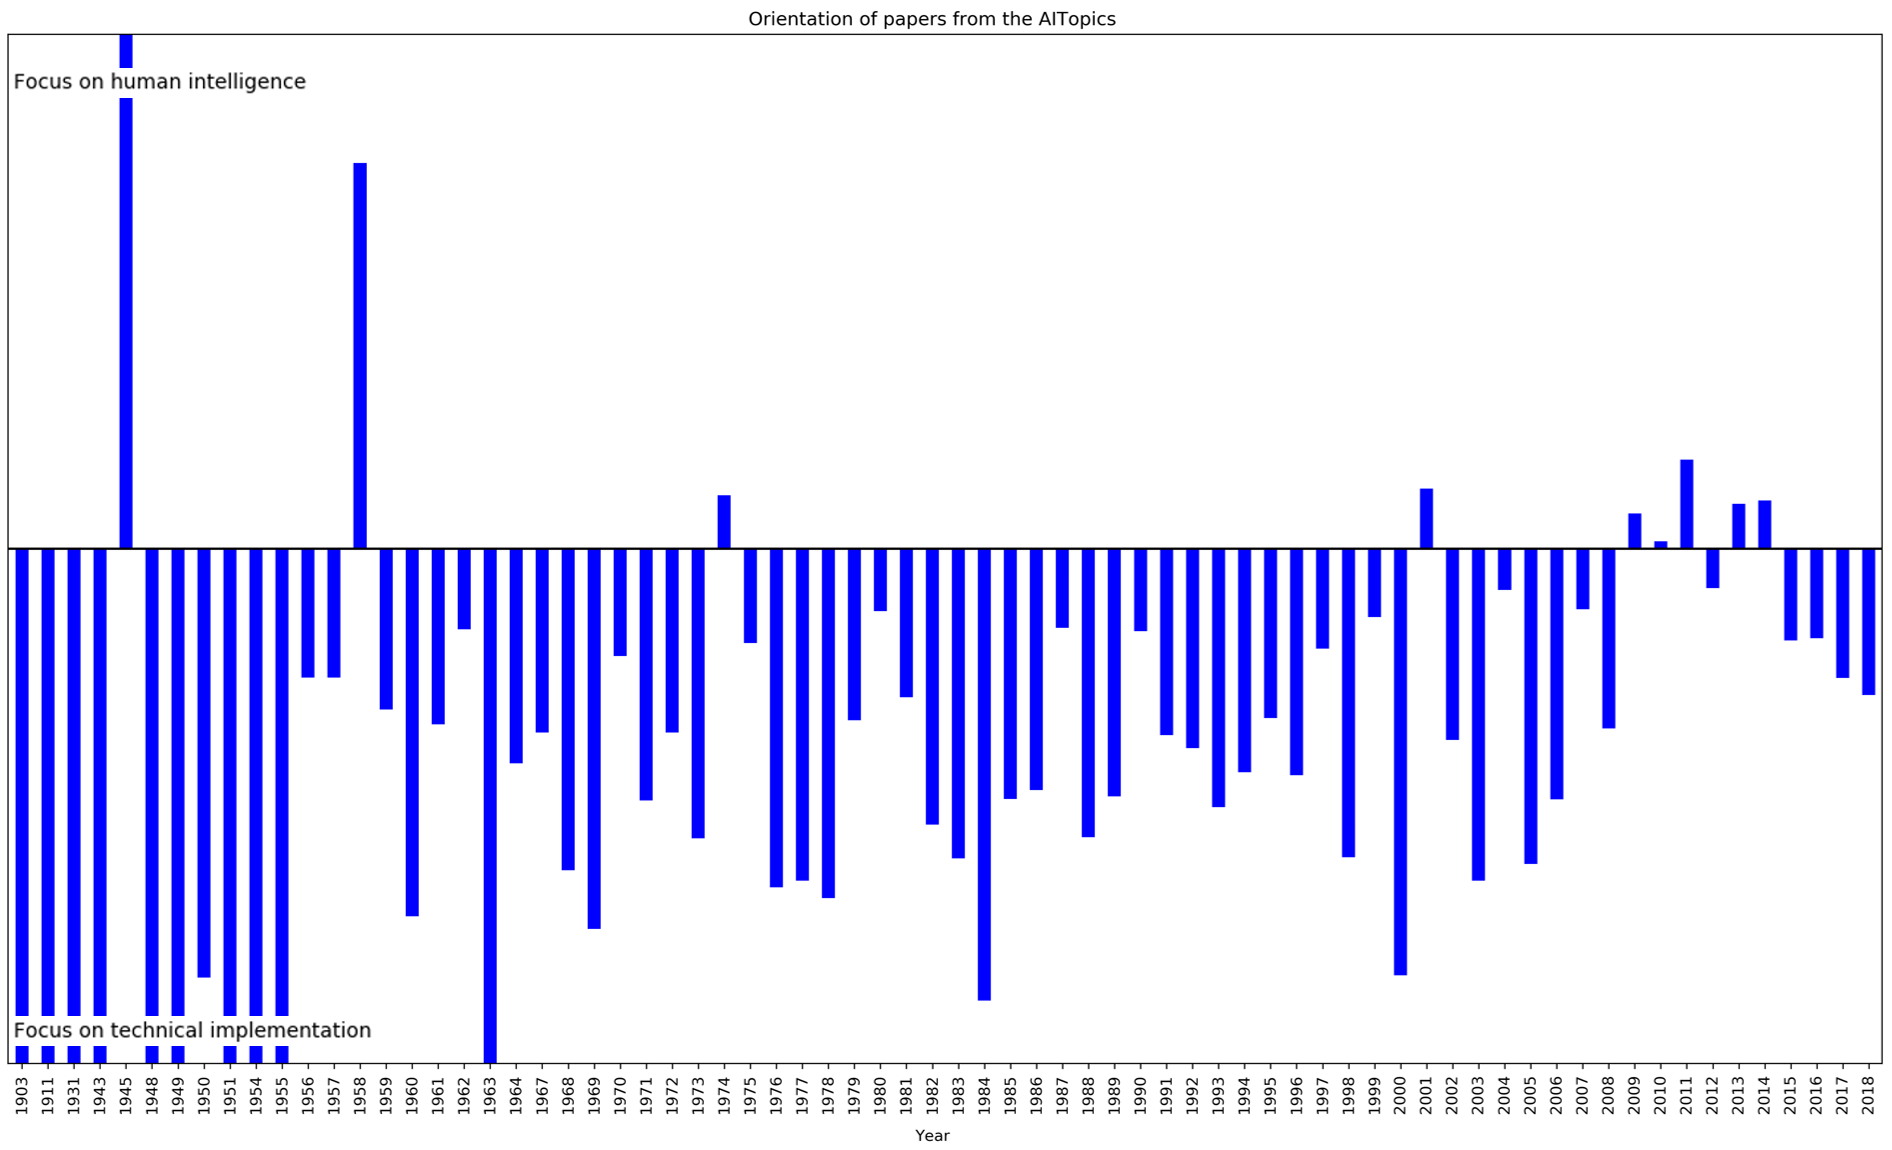 Orientation of papers from the AITopics
Focus on human intelligence
Focus on technical implementation
1903 1911 1931 1943 1945 1948 1949 1950 1951 1954 1955 1956 1957 1958 1959 1960 1961 1962 1963 1964 1967 1968 1969 1970 1971 1972 1973 1974 1975 1976 1977 1978 1979 1980 1981 1982 1983 1984 1985 1986 1987 1988 1989 1990 1991 1992 1993 1994 1995 1996 1997 1998 1999 2000 2001 2002 2003 2004 2005 2006 2007 2008 2009 2010 2011 2012 2013 2014 2015 2016 2017 2018
Year